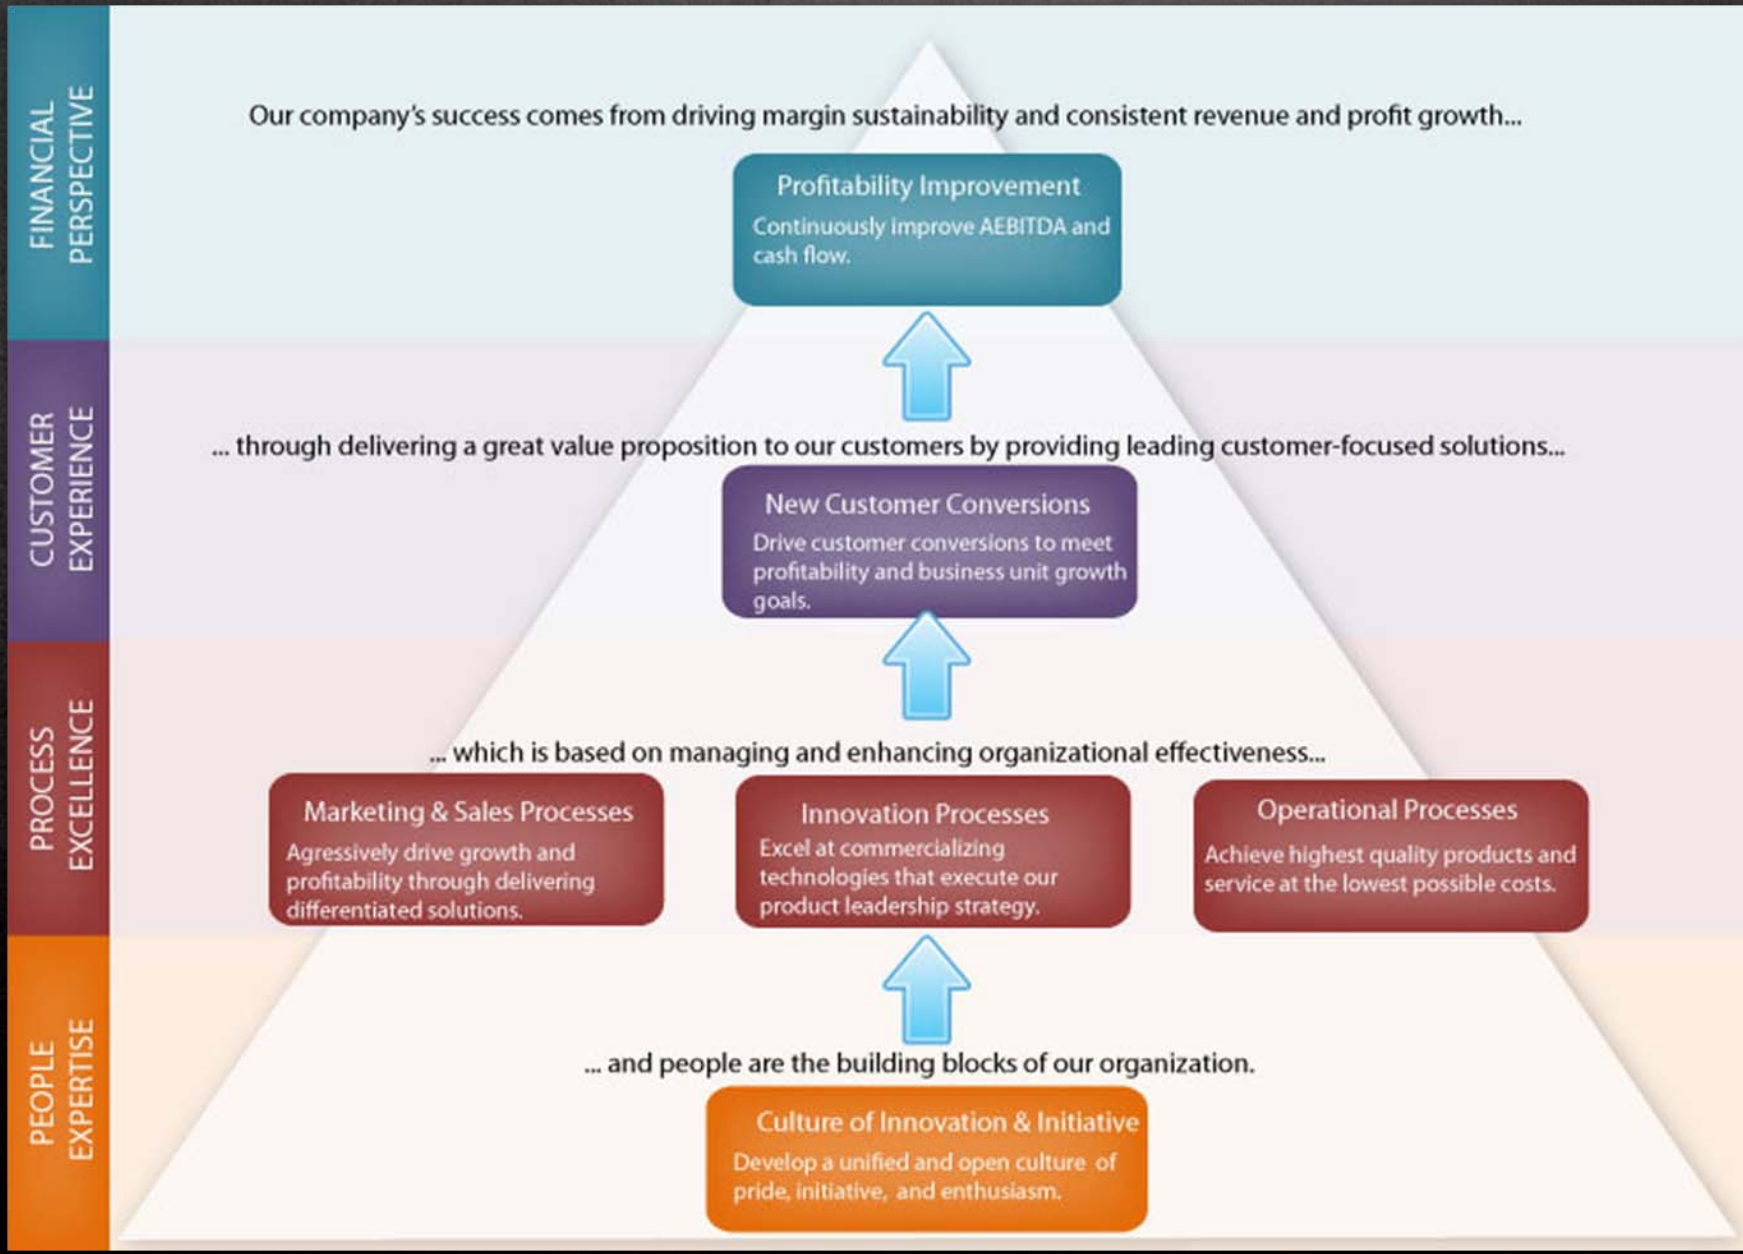 FINANCIAL
PERSPECTIVE
Our company's success comes from driving margin sustainability and consistent revenue and profit growth...
Profitability Improvement
Continuously improve AEBITDA and
cash flow.
CUSTOMER
EXPERIENCE
... through delivering a great value proposition to our customers by providing leading customer-focused solutions...
New Customer Conversions
Drive customer conversions to meet
profitability and business unit growth
goals.
PROCESS
EXCELLENCE
... which is based on managing and enhancing organizational effectiveness...
Marketing & Sales Processes
Agressively drive growth and
profitability through delivering
differentiated solutions.
Innovation Processes
Excel at commercializing
technologies that execute our
product leadership strategy.
Operational Processes
Achieve highest quality products and
service at the lowest possible costs.
PEOPLE
EXPERTISE
... and people are the building blocks of our organization.
Culture of Innovation & Initiative
Develop a unified and open culture of
pride, initiative, and enthusiasm.